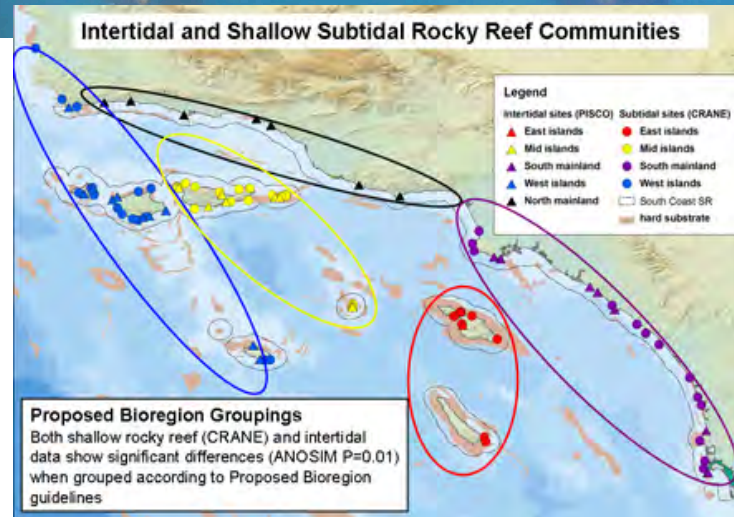 Intertidal and Shallow Subtidal Rocky Reef Communities
Legend
Intertidal sites (PISCO) Subtidal sites (CRANE)
East islands East islands
Mid islands Mid islands
South mainland South mainland
West islands West islands
North mainland South Coast SR
hard substrate
Proposed Bioregion Groupings
Both shallow rocky reef (CRANE) and intertidal
data show significant differences (ANOSIM P=0.01)
when grouped according to Proposed Bioregion
guidelines